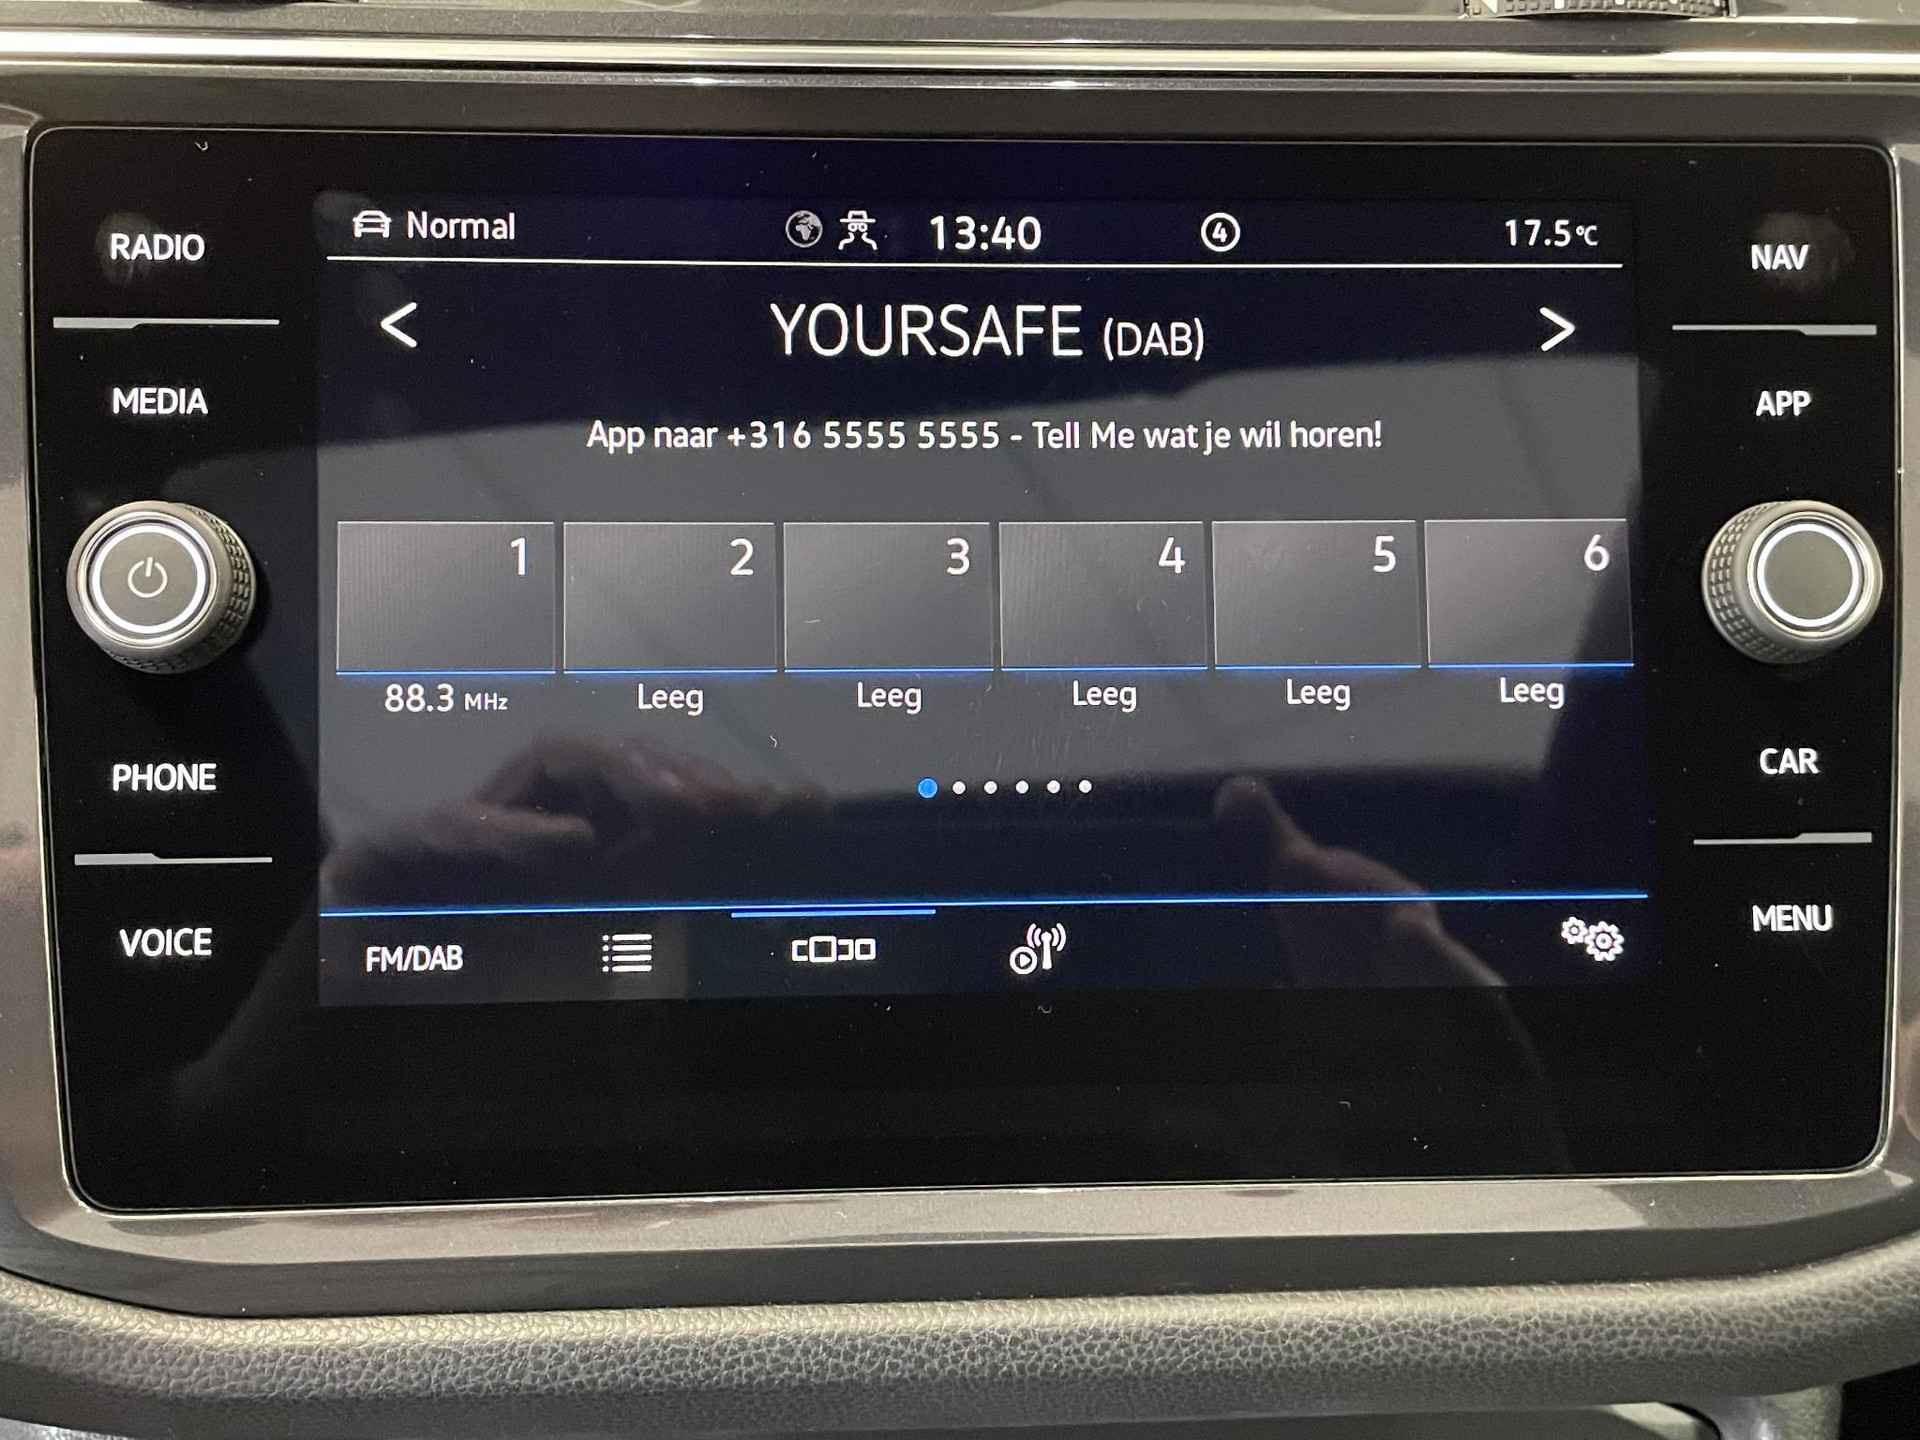 RADIO
MEDIA
PHONE
VOICE
Normal
13:40
4
17.5°C
< YOURSAFE (DAB) >
App naar +316 5555 5555 - Tell Me wat je wil horen!
1 2 3 4 5 6
88.3 MHz Leeg Leeg Leeg Leeg Leeg
FM/DAB
NAV
APP
CAR
MENU